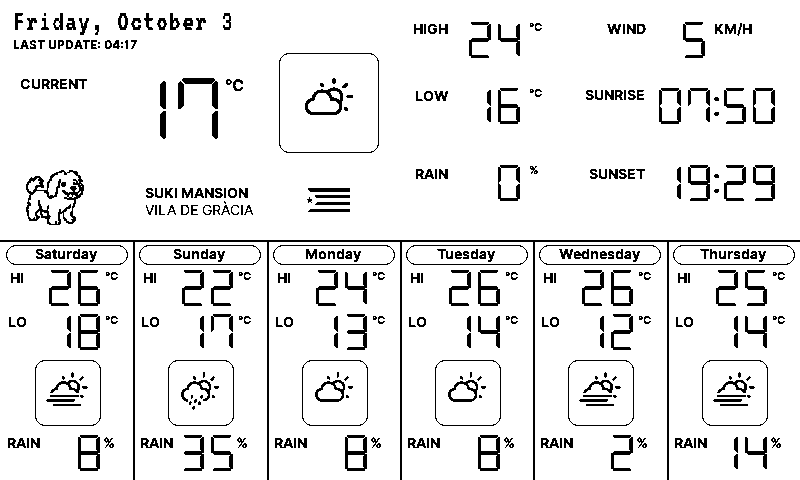 Friday, October 3
LAST UPDATE: 04:17
CURRENT 17 °C
SUKI MANSION
VILA DE GRÀCIA
HIGH 24 °C
LOW 16 °C
RAIN 0 %
WIND 5 KM/H
SUNRISE 07:50
SUNSET 19:29
Saturday
HI 26 °C
LO 18 °C
RAIN 8 %
Sunday
HI 22 °C
LO 17 °C
RAIN 35 %
Monday
HI 24 °C
LO 13 °C
RAIN 8 %
Tuesday
HI 26 °C
LO 14 °C
RAIN 8 %
Wednesday
HI 26 °C
LO 12 °C
RAIN 2 %
Thursday
HI 25 °C
LO 14 °C
RAIN 14 %